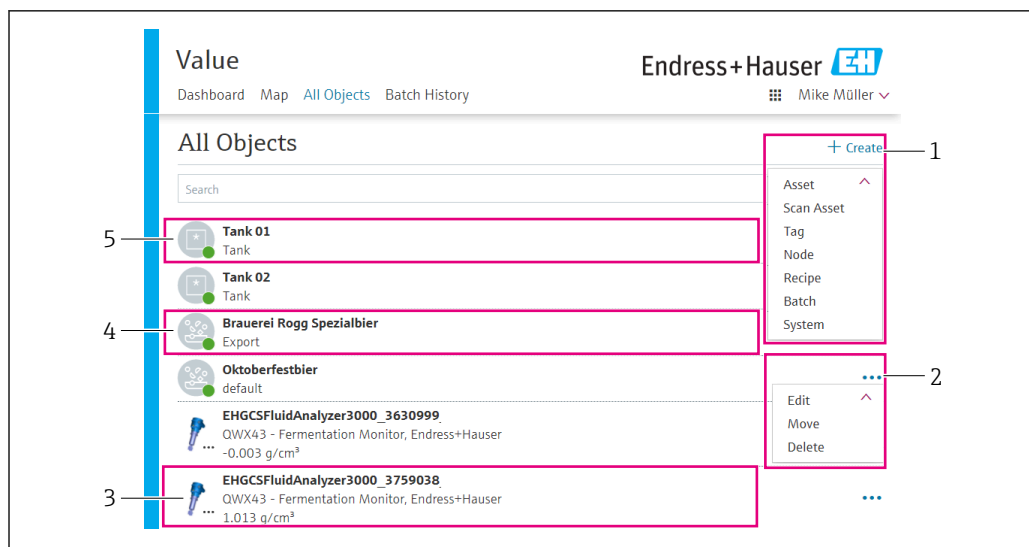 Value
Endress+Hauser EH
Dashboard Map All Objects Batch History
Mike Müller
All Objects
+ Create
1
Search
Asset
Scan Asset
Tag
Node
Recipe
Batch
System
5
Tank 01
Tank
Tank 02
Tank
4
Brauerei Rogg Spezialbier
Export
Oktoberfestbier
default
... 2
Edit
Move
Delete
EHGCSFluidAnalyzer3000_3630999
QWX43 - Fermentation Monitor, Endress+Hauser
... -0.003 g/cm³
3
EHGCSFluidAnalyzer3000_3759038
QWX43 - Fermentation Monitor, Endress+Hauser
... 1.013 g/cm³
...